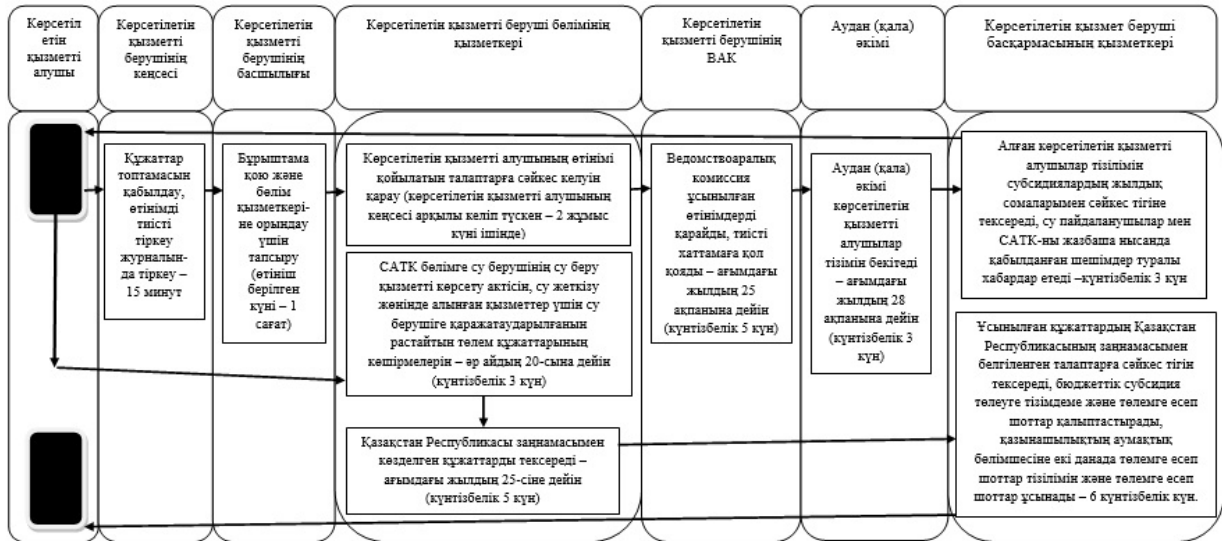 Көрсетіл
етін
қызметті
алушы
Көрсетілетін
қызметті
берушінің
кеңсесі
Көрсетілетін
қызметті
берушінің
басшылығы
Көрсетілетін қызметті беруші бөлімінің
қызметкері
Көрсетілетін
қызметті берушінің
ВАК
Аудан (қала)
әкімі
Көрсетілетін қызмет беруші
басқармасының қызметкері
Құжаттар
топтамасын
қабылдау,
өтінімді
тиісті
тіркеу
журналын-
да тіркеу –
15 минут
Бұрыштама
қою және
бөлім
қызметкері-
не орындау
үшін
тапсыру
(өтініш
берілген
күні – 1
сағат)
Көрсетілетін қызметті алушының өтінімі
қойылатын талаптарға сәйкес келуін
қарау (көрсетілетін қызметті алушының
кеңсесі арқылы келіп түскен – 2 жұмыс
күні ішінде)
САТК бөлімге су берушінің су беру
қызметті көрсету актісін, су жеткізу
жөнінде алынған қызметтер үшін су
берушіге қаражатаударылғанын
растайтын төлем құжаттарының
көшірмелерін – әр айдың 20-сына дейін
(күнтізбелік 3 күн)
Қазақстан Республикасы заңнамасымен
көзделген құжаттарды тексереді –
ағымдағы жылдың 25-сіне дейін
(күнтізбелік 5 күн)
Ведомствоаралық
комиссия
ұсынылған
өтінімдерді
қарайды, тиісті
хаттамаға қол
қояды – ағымдағы
жылдың 25
ақпанына дейін
(күнтізбелік 5 күн)
Аудан (қала)
әкімі
көрсетілетін
қызметті
алушылар
тізімін бекітеді
– ағымдағы
жылдың 28
ақпанына дейін
(күнтізбелік 3
күн)
Алған көрсетілетін қызметті
алушылар тізілімін
субсидиялардың жылдық
сомаларымен сәйкес тігіне
тексереді, су пайдаланушылар мен
САТК-ны жазбаша нысанда
қабылданған шешімдер туралы
хабардар етеді –күнтізбелік 3 күн
Ұсынылған құжаттардың Қазақстан
Республикасының заңнамасымен
белгіленген талаптарға сәйкес тігін
тексереді, бюджеттік субсидия
төлеуге тізімдеме және төлемге есеп
шоттар қалыптастырады,
қазынашылықтың аумақтық
бөлімшесіне екі данада төлемге есеп
шоттар тізілімін және төлемге есеп
шоттар ұсынады – 6 күнтізбелік күн.